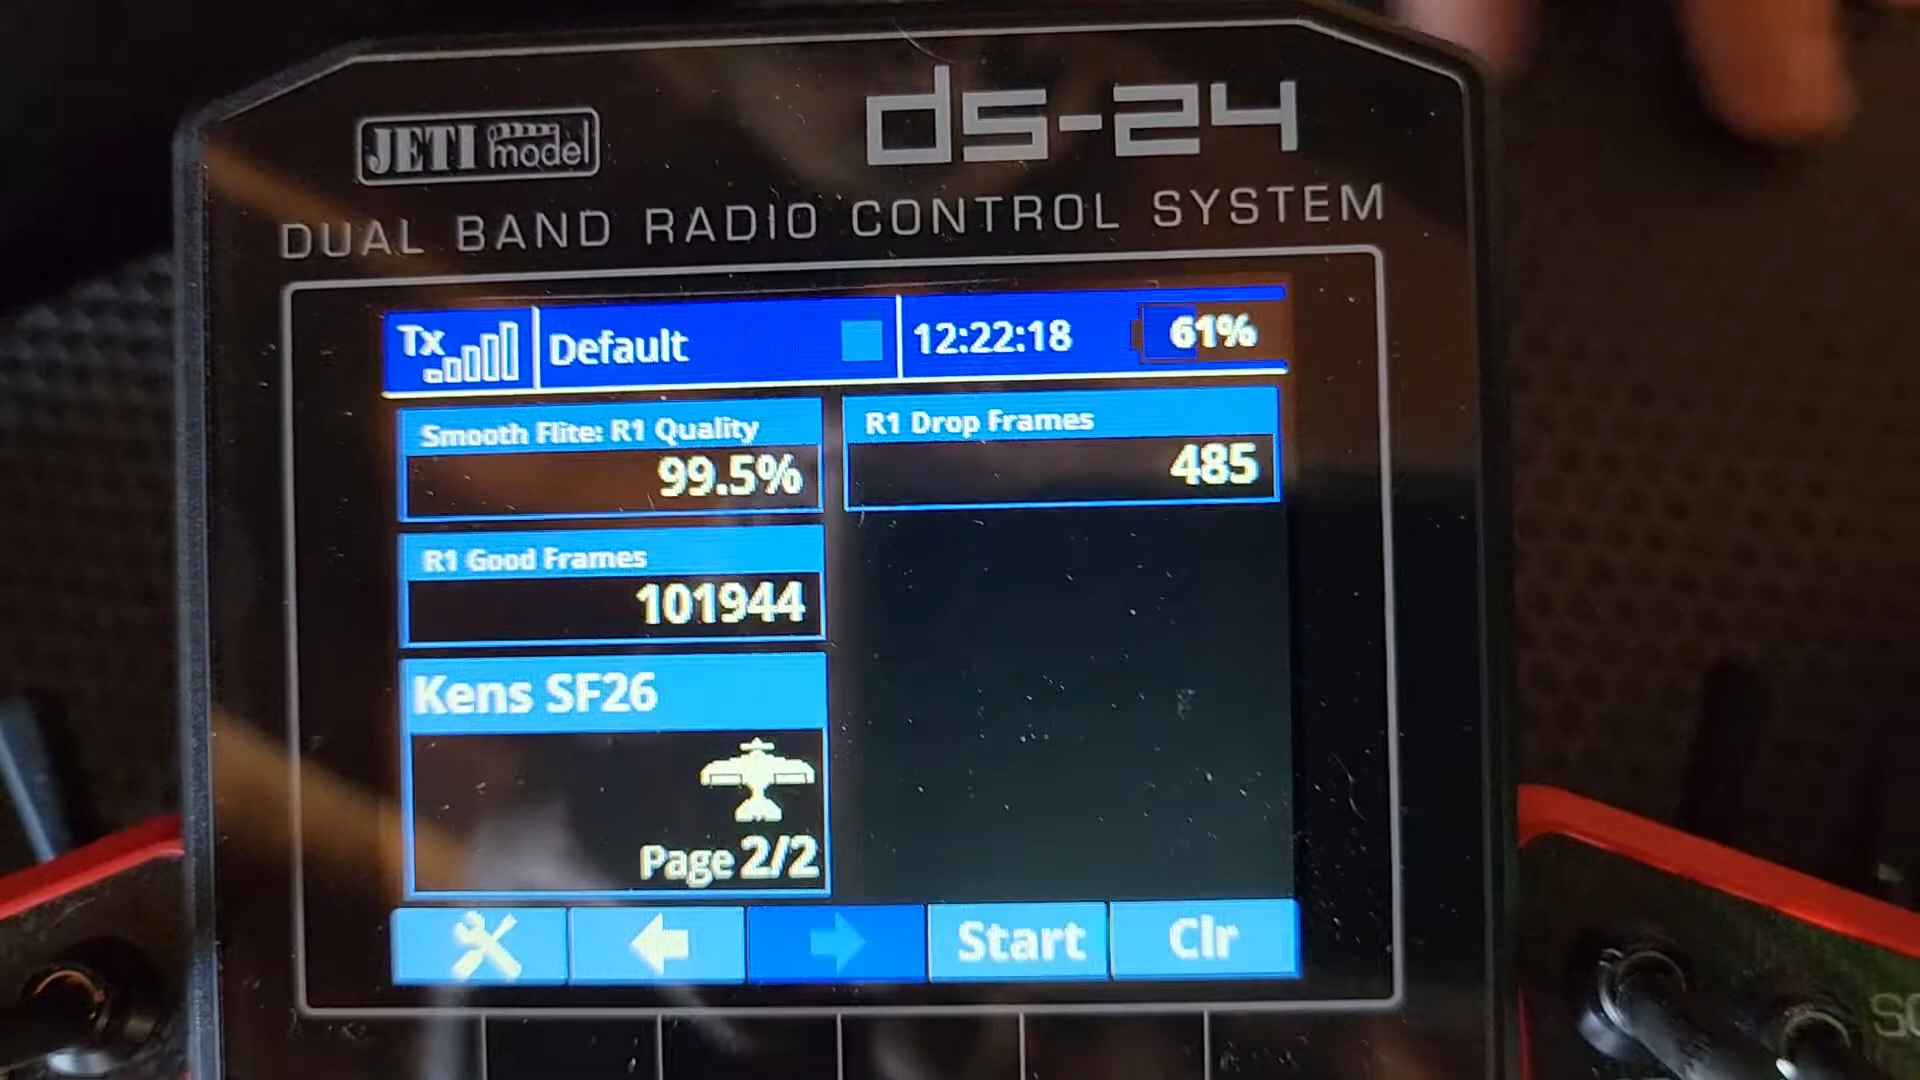 JETI model
ds-24
DUAL BAND RADIO CONTROL SYSTEM
Tx
Default
12:22:18
61%
Smooth Flite: R1 Quality
99.5%
R1 Drop Frames
485
R1 Good Frames
101944
Kens SF26
Page 2/2
Start
Clr